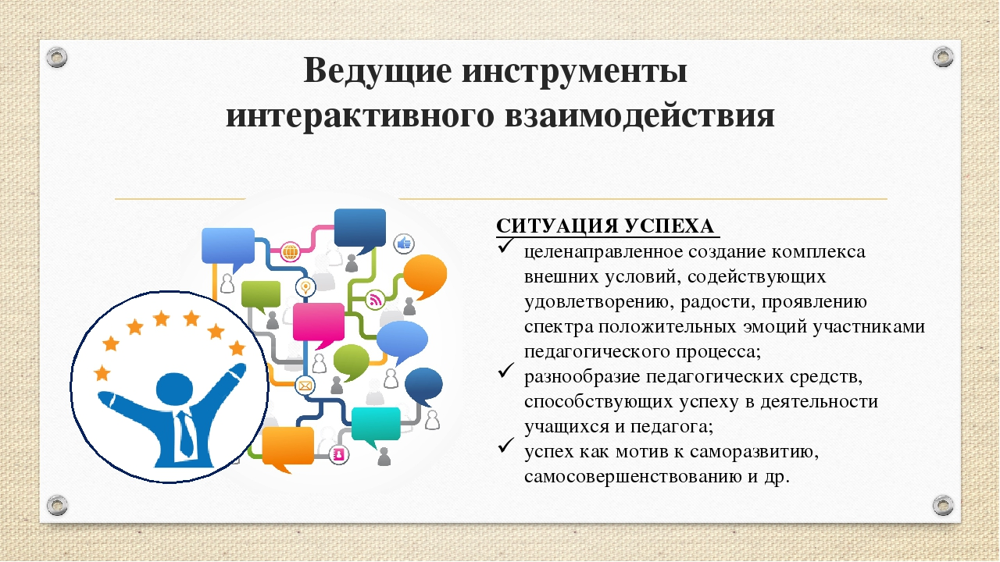 Ведущие инструменты
интерактивного взаимодействия
СИТУАЦИЯ УСПЕХА
целенаправленное создание комплекса
внешних условий, содействующих
удовлетворению, радости, проявлению
спектра положительных эмоций участниками
педагогического процесса;
разнообразие педагогических средств,
способствующих успеху в деятельности
учащихся и педагога;
успех как мотив к саморазвитию,
самосовершенствованию и др.